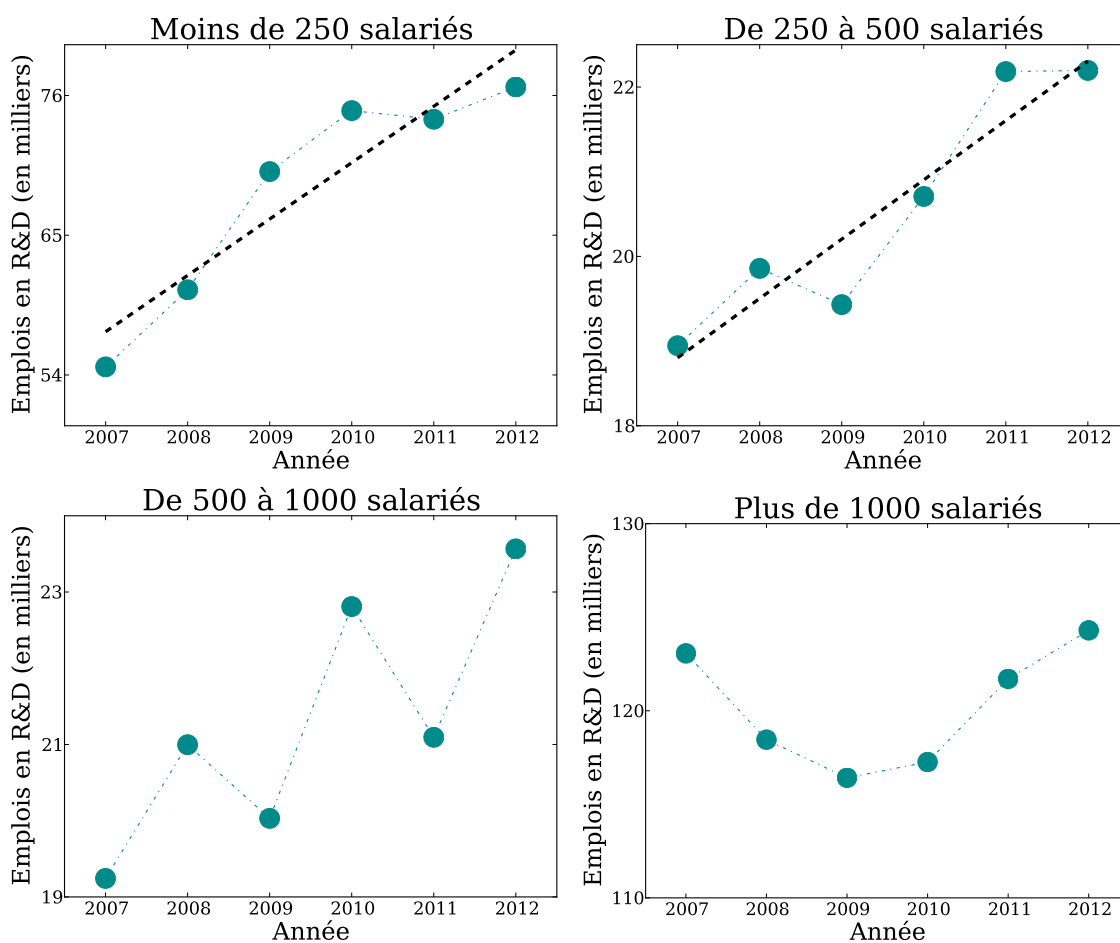 Moins de 250 salariés
Emplois en R&D (en milliers)
76
65
54
2007 2008 2009 2010 2011 2012
Année
De 250 à 500 salariés
Emplois en R&D (en milliers)
22
20
18
2007 2008 2009 2010 2011 2012
Année
De 500 à 1000 salariés
Emplois en R&D (en milliers)
23
21
19
2007 2008 2009 2010 2011 2012
Année
Plus de 1000 salariés
Emplois en R&D (en milliers)
130
120
110
2007 2008 2009 2010 2011 2012
Année